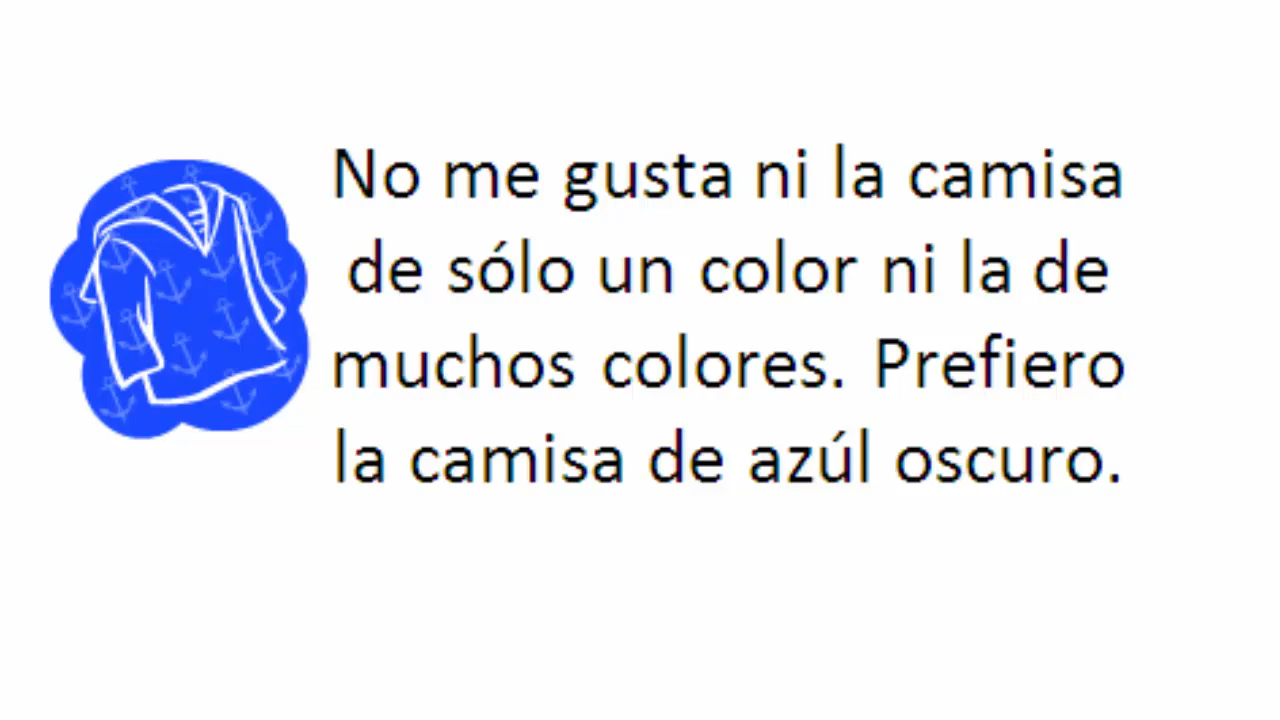 No me gusta ni la camisa
de sólo un color ni la de
muchos colores. Prefiero
la camisa de azúl oscuro.